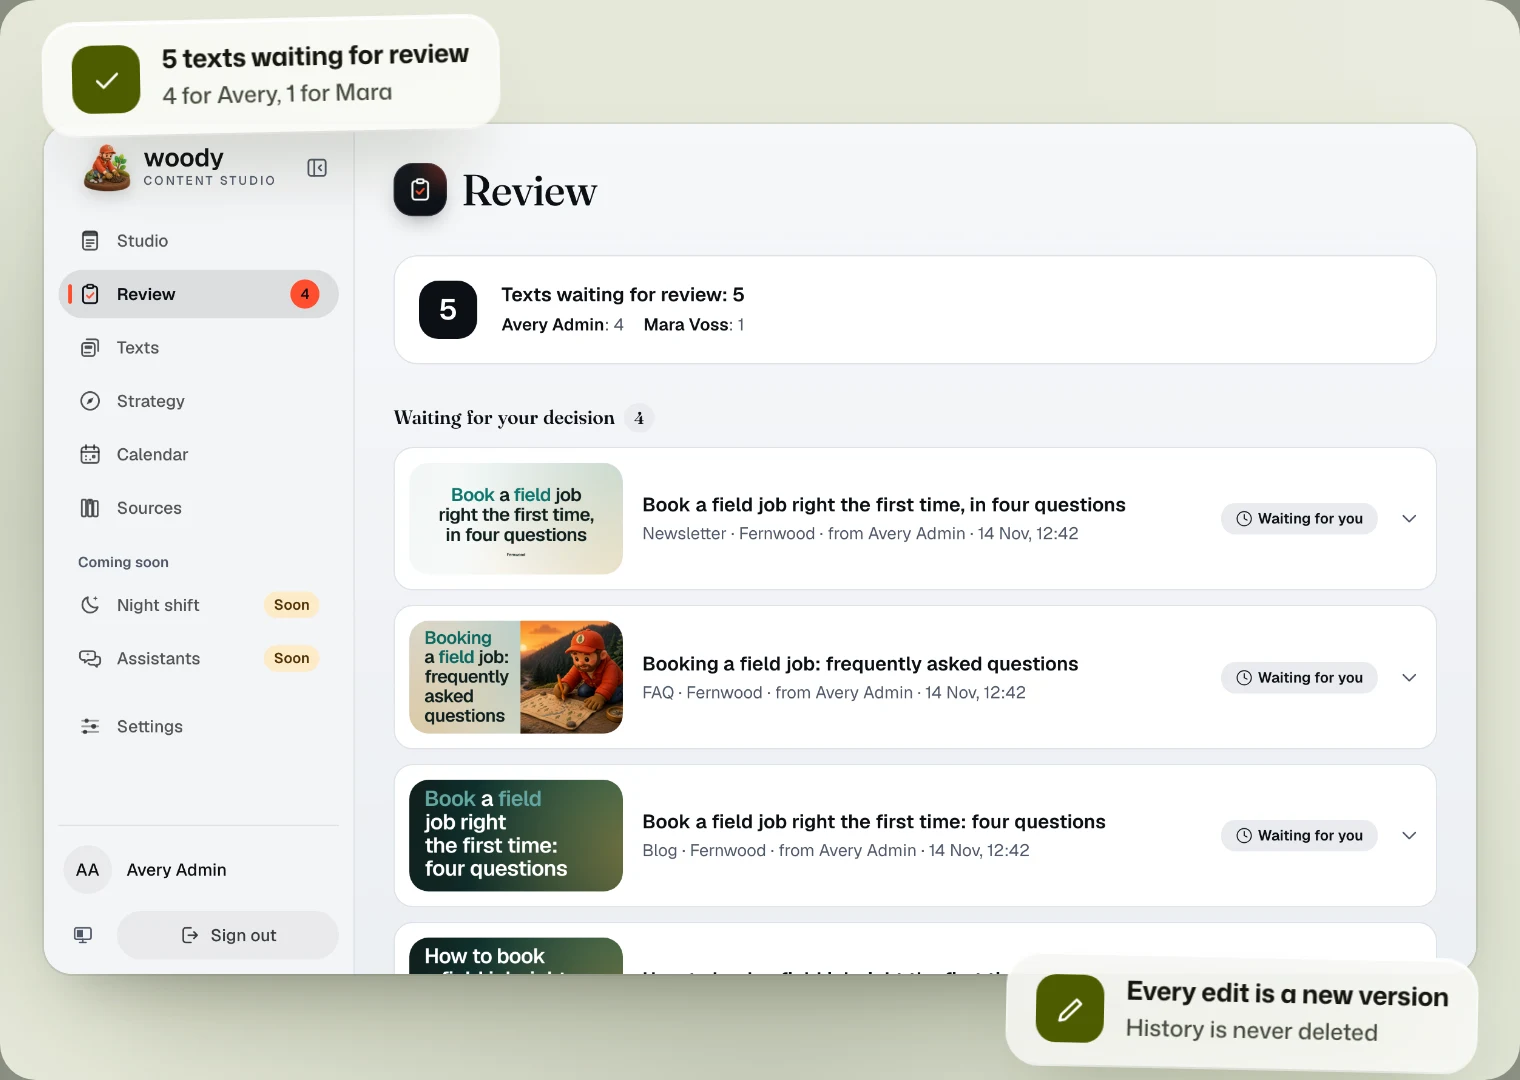 5 texts waiting for review
4 for Avery, 1 for Mara
woody
CONTENT STUDIO
Studio
Review 4
Texts
Strategy
Calendar
Sources
Coming soon
Night shift Soon
Assistants Soon
Settings
AA Avery Admin
Sign out
Review
5
Texts waiting for review: 5
Avery Admin: 4 Mara Voss: 1
Waiting for your decision 4
Book a field job
right the first time,
in four questions
Fernwood
Book a field job right the first time, in four questions
Newsletter · Fernwood · from Avery Admin · 14 Nov, 12:42
Waiting for you
Booking
a field job:
frequently
asked
questions
Booking a field job: frequently asked questions
FAQ · Fernwood · from Avery Admin · 14 Nov, 12:42
Waiting for you
Book a field
job right
the first time:
four questions
Book a field job right the first time: four questions
Blog · Fernwood · from Avery Admin · 14 Nov, 12:42
Waiting for you
How to book
Every edit is a new version
History is never deleted